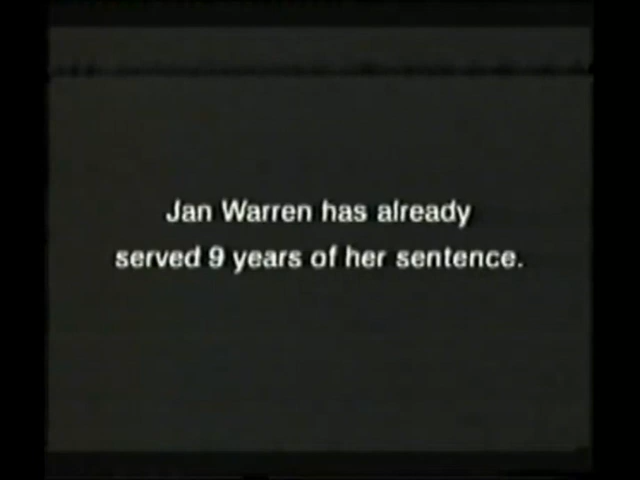 Jan Warren has already
served 9 years of her sentence.